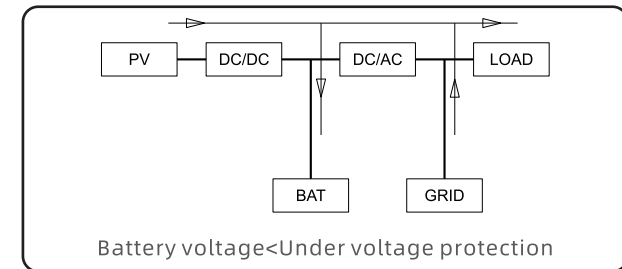 PV DC/DC DC/AC LOAD
BAT GRID
Battery voltage<Under voltage protection